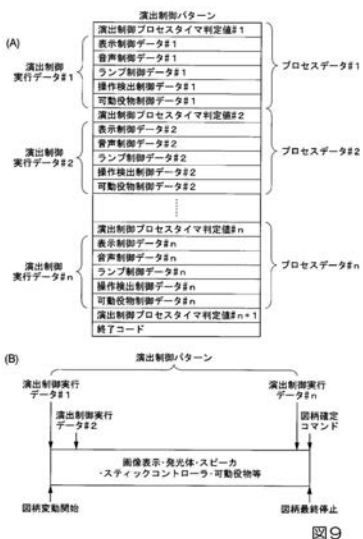 演出制御パターン
(A)
演出制御プロセスタイマ判定値#1
表示制御データ#1
音声制御データ#1
ランプ制御データ#1
操作検出制御データ#1
可動役物制御データ#1
演出制御
実行データ#1
プロセスデータ#1
演出制御プロセスタイマ判定値#2
表示制御データ#2
音声制御データ#2
ランプ制御データ#2
操作検出制御データ#2
可動役物制御データ#2
演出制御
実行データ#2
プロセスデータ#2
演出制御プロセスタイマ判定値#n
表示制御データ#n
音声制御データ#n
ランプ制御データ#n
操作検出制御データ#n
可動役物制御データ#n
演出制御
実行データ#n
プロセスデータ#n
演出制御プロセスタイマ判定値#n+1
終了コード
(B)
演出制御パターン
演出制御実行
データ#1
演出制御実行
データ#2
演出制御実行
データ#n
図柄確定
コマンド
画像表示・発光体・スピーカ
・スティックコントローラ・可動役物等
図柄変動開始
図柄最終停止
図9